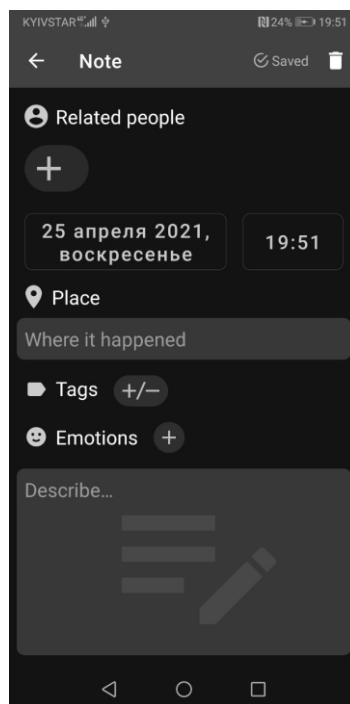 KYIVSTAR 24% 19:51
Note Saved
Related people
25 апреля 2021,
воскресенье
19:51
Place
Where it happened
Tags +/−
Emotions +
Describe...